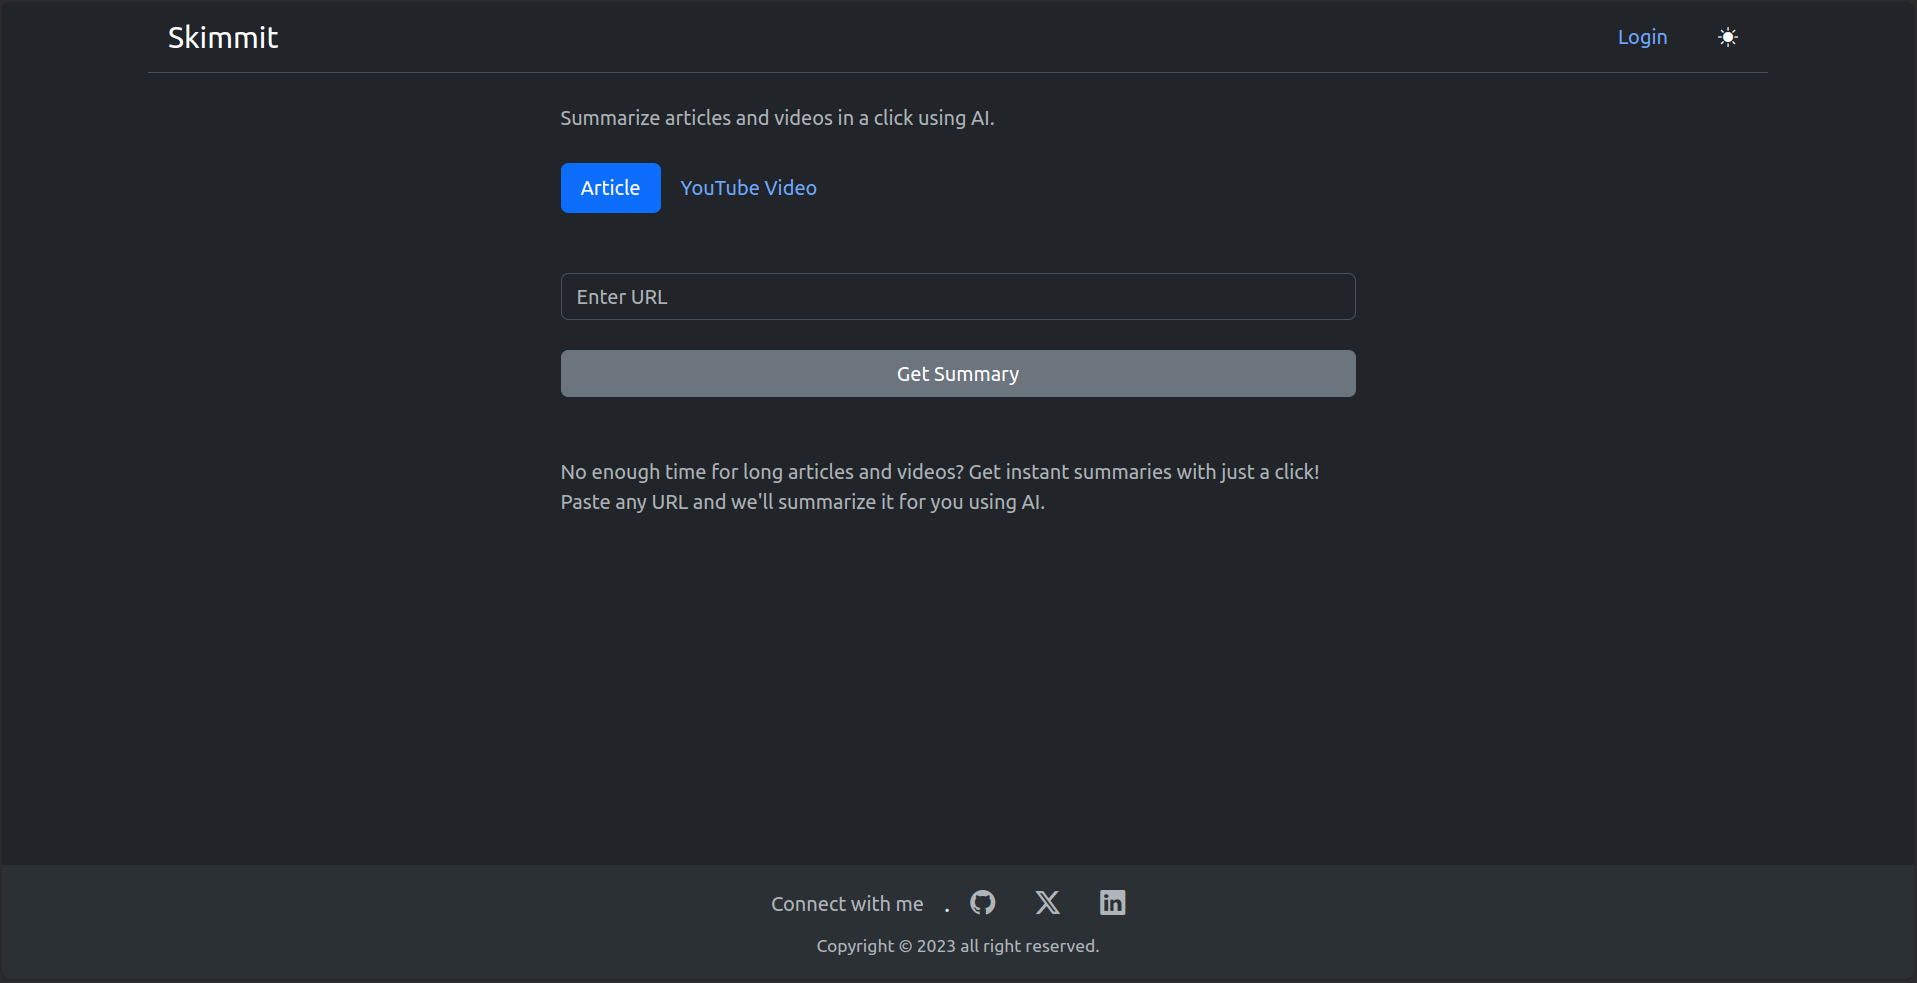 Skimmit
Login
Summarize articles and videos in a click using AI.
Article
YouTube Video
Enter URL
Get Summary
No enough time for long articles and videos? Get instant summaries with just a click!
Paste any URL and we'll summarize it for you using AI.
Connect with me .
Copyright © 2023 all right reserved.